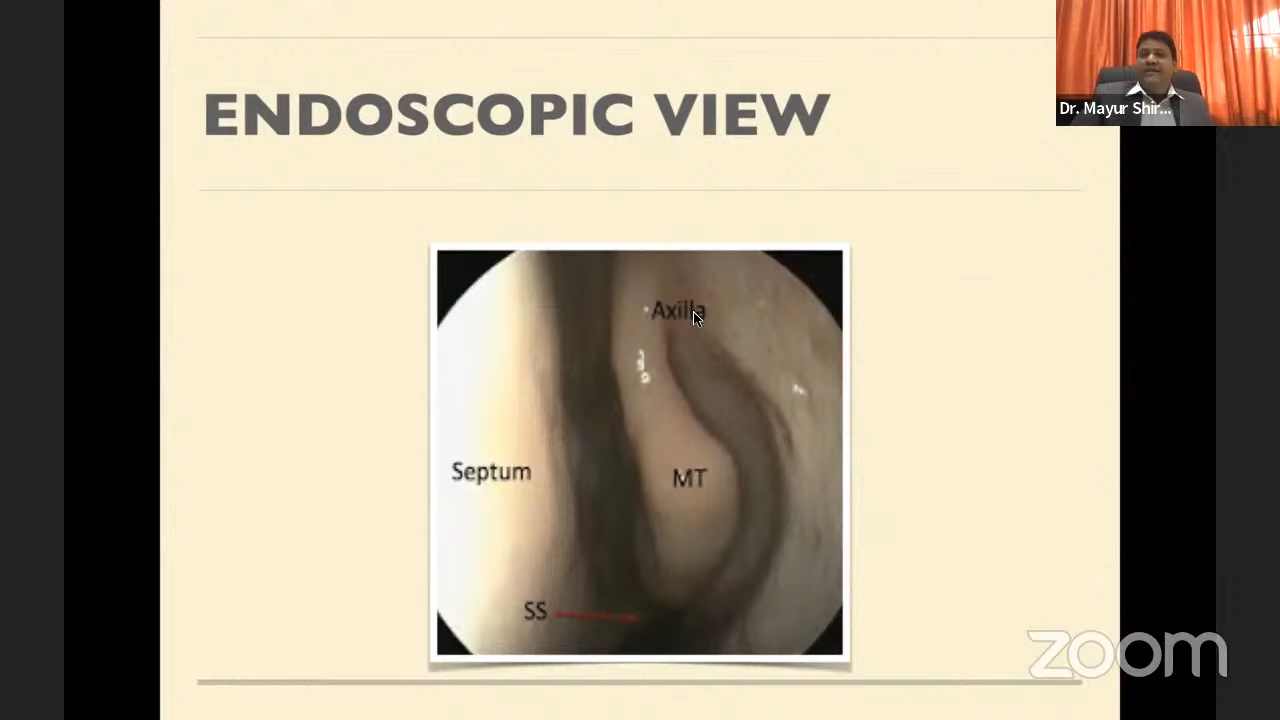 ENDOSCOPIC VIEW
Dr. Mayur Shir...
Axilla
Septum
MT
SS
zoom